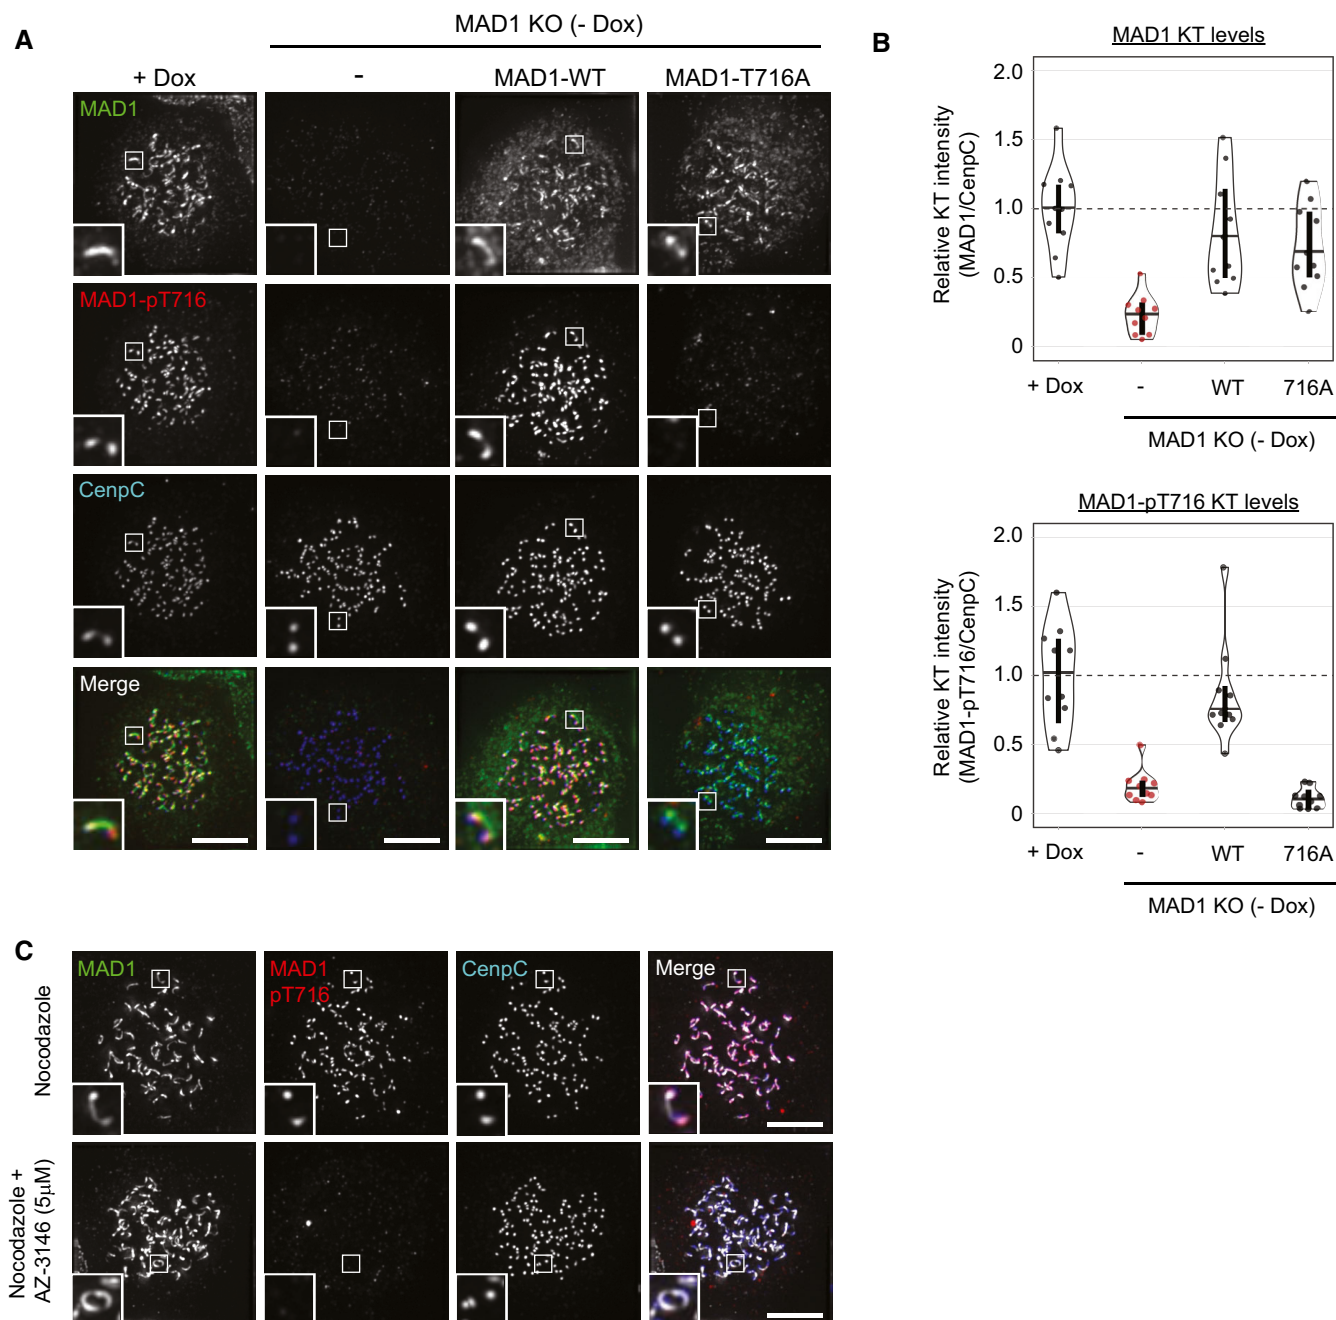 A
MAD1 KO (- Dox)
+ Dox
-
MAD1-WT
MAD1-T716A
MAD1
MAD1-pT716
CenpC
Merge
B
MAD1 KT levels
Relative KT intensity
(MAD1/CenpC)
2.0
1.5
1.0
0.5
0
+ Dox
-
WT
716A
MAD1 KO (- Dox)
MAD1-pT716 KT levels
Relative KT intensity
(MAD1-pT716/CenpC)
2.0
1.5
1.0
0.5
0
+ Dox
-
WT
716A
MAD1 KO (- Dox)
C
Nocodazole
MAD1
MAD1
pT716
CenpC
Merge
Nocodazole +
AZ-3146 (5µM)